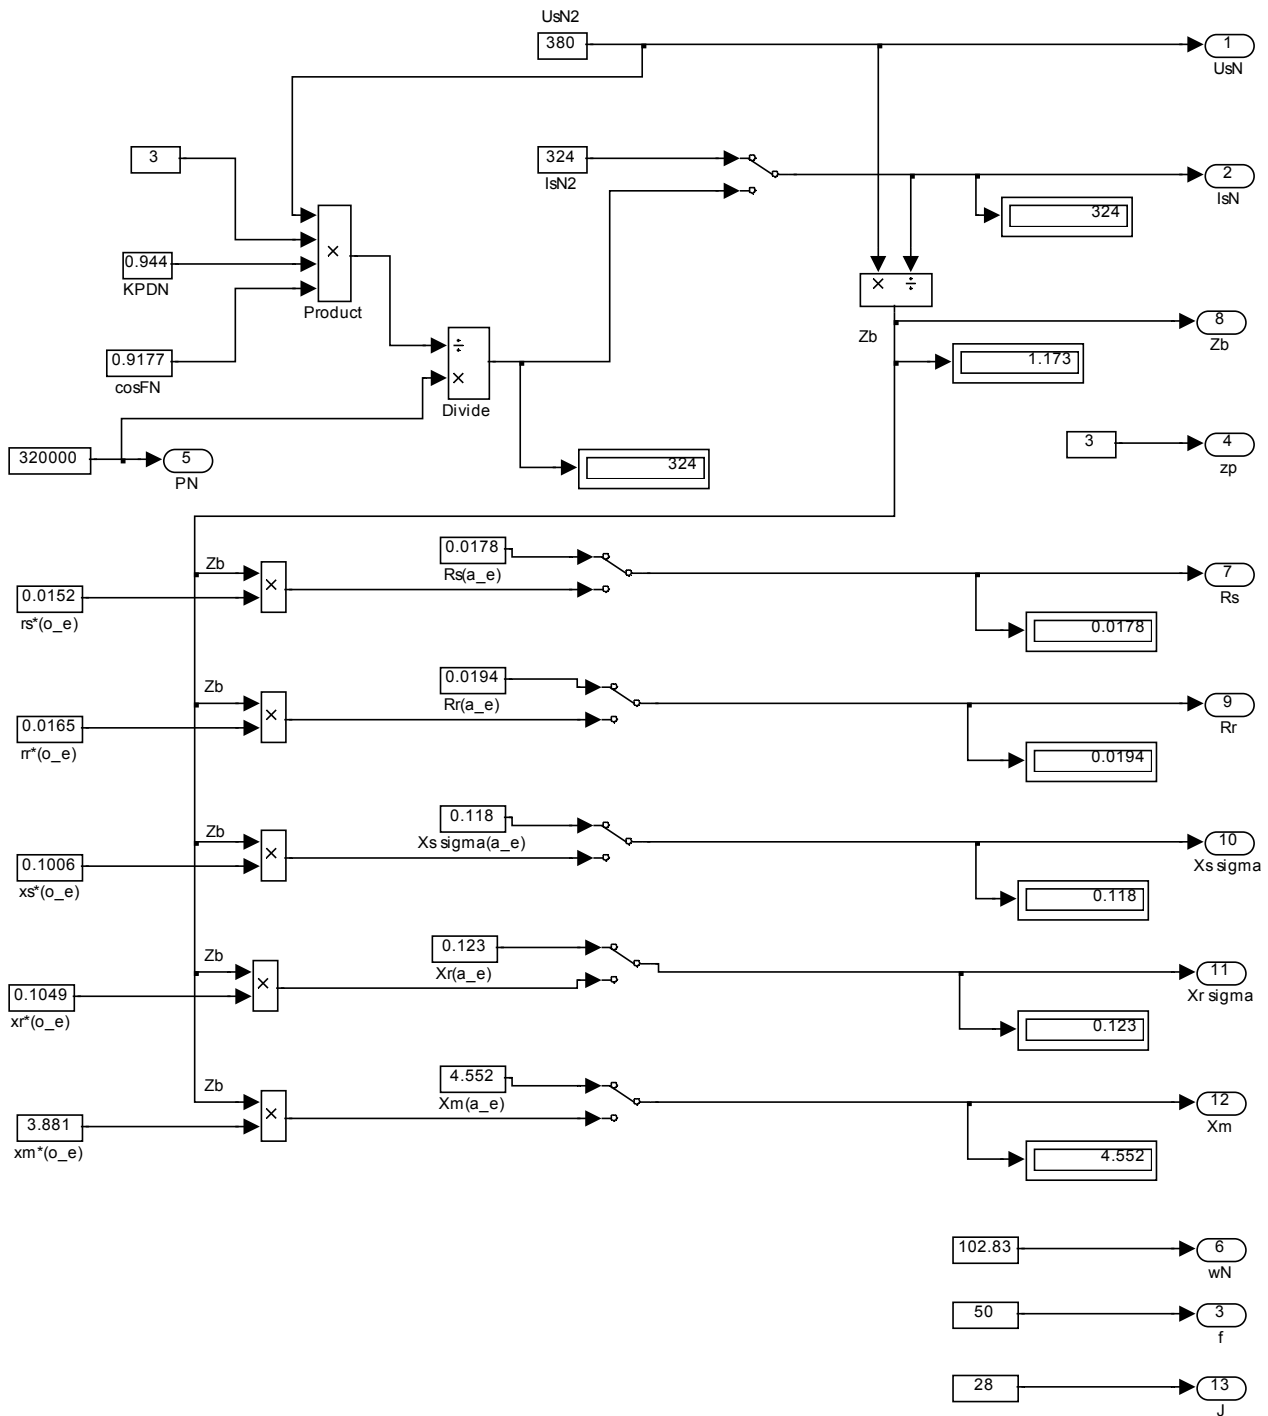 UsN2
380
1
UsN
3
324
IsN2
2
IsN
324
0.944
KPDN
×
Product
× ÷
0.9177
cosFN
÷
×
Divide
Zb
8
Zb
1.173
320000
5
PN
324
3
4
zp
Zb
0.0152
rs*(o_e)
×
0.0178
Rs(a_e)
7
Rs
0.0178
Zb
0.0165
rr*(o_e)
×
0.0194
Rr(a_e)
9
Rr
0.0194
Zb
0.1006
xs*(o_e)
×
0.118
Xs sigma(a_e)
10
Xs sigma
0.118
Zb
0.1049
xr*(o_e)
×
0.123
Xr(a_e)
11
Xr sigma
0.123
Zb
3.881
xm*(o_e)
×
4.552
Xm(a_e)
12
Xm
4.552
102.83
6
wN
50
3
f
28
13
J